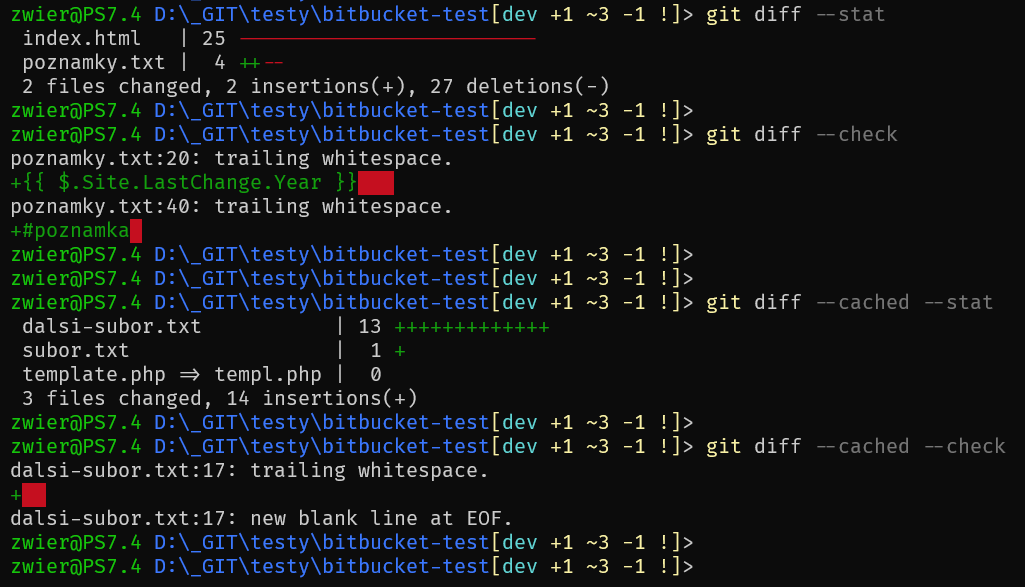 zwier@PS7.4 D:\_GIT\testy\bitbucket-test[dev +1 ~3 -1 !]> git diff --stat
 index.html   | 25 -------------------------
 poznamky.txt |  4 ++--
 2 files changed, 2 insertions(+), 27 deletions(-)
zwier@PS7.4 D:\_GIT\testy\bitbucket-test[dev +1 ~3 -1 !]>
zwier@PS7.4 D:\_GIT\testy\bitbucket-test[dev +1 ~3 -1 !]> git diff --check
poznamky.txt:20: trailing whitespace.
+{{ $.Site.LastChange.Year }}
poznamky.txt:40: trailing whitespace.
+#poznamka
zwier@PS7.4 D:\_GIT\testy\bitbucket-test[dev +1 ~3 -1 !]>
zwier@PS7.4 D:\_GIT\testy\bitbucket-test[dev +1 ~3 -1 !]>
zwier@PS7.4 D:\_GIT\testy\bitbucket-test[dev +1 ~3 -1 !]> git diff --cached --stat
 dalsi-subor.txt           | 13 +++++++++++++
 subor.txt                 |  1 +
 template.php => templ.php |  0
 3 files changed, 14 insertions(+)
zwier@PS7.4 D:\_GIT\testy\bitbucket-test[dev +1 ~3 -1 !]>
zwier@PS7.4 D:\_GIT\testy\bitbucket-test[dev +1 ~3 -1 !]> git diff --cached --check
dalsi-subor.txt:17: trailing whitespace.
+
dalsi-subor.txt:17: new blank line at EOF.
zwier@PS7.4 D:\_GIT\testy\bitbucket-test[dev +1 ~3 -1 !]>
zwier@PS7.4 D:\_GIT\testy\bitbucket-test[dev +1 ~3 -1 !]>